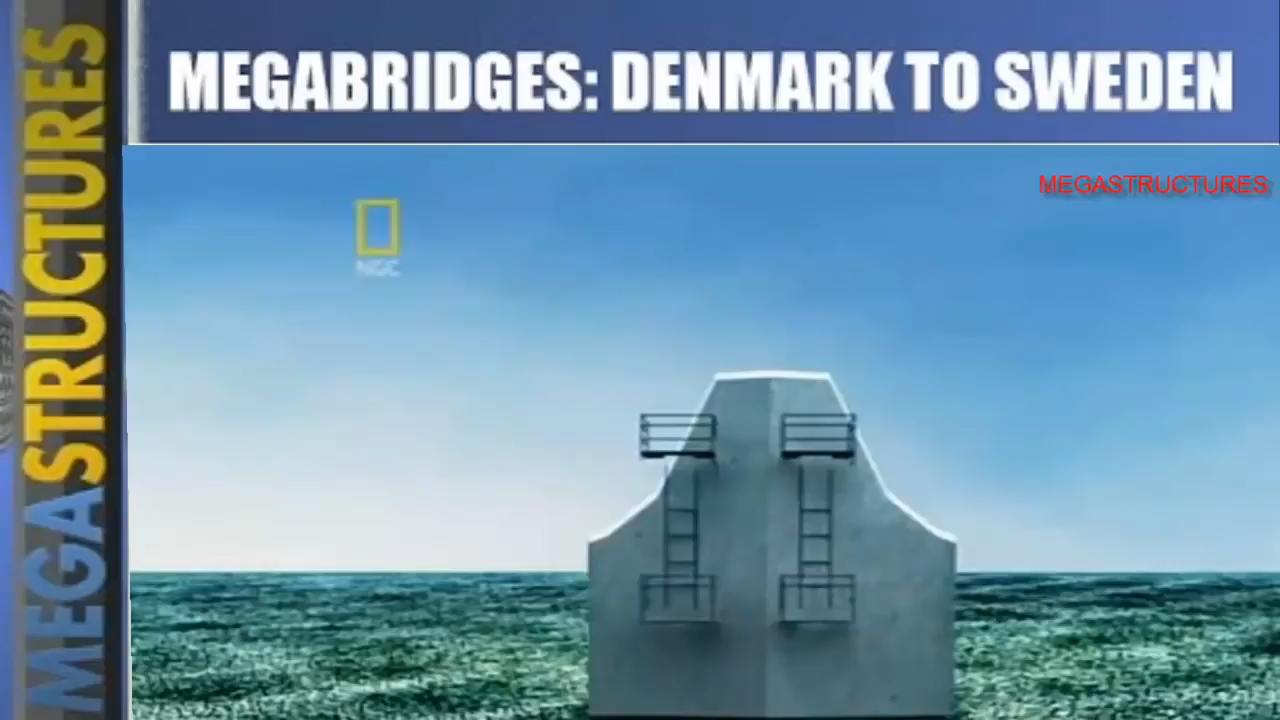 MEGABRIDGES: DENMARK TO SWEDEN
MEGASTRUCTURES
NGC
MEGASTRUCTURES